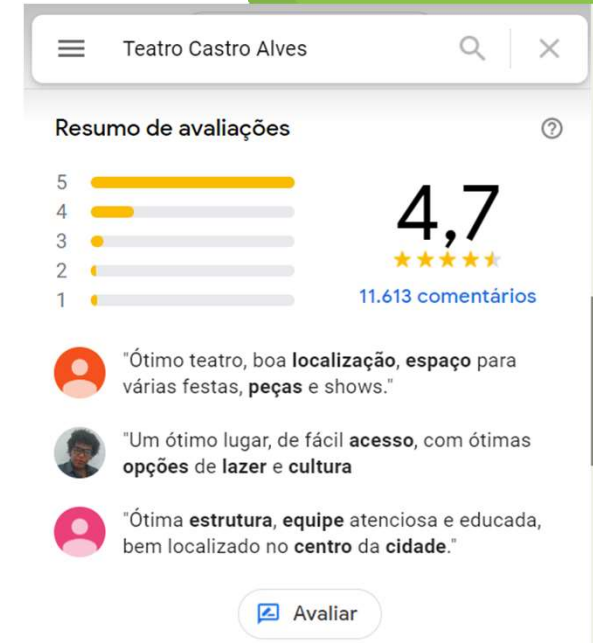 Teatro Castro Alves
Resumo de avaliações
5
4
3
2
1
4,7
11.613 comentários
"Ótimo teatro, boa localização, espaço para
várias festas, peças e shows."
"Um ótimo lugar, de fácil acesso, com ótimas
opções de lazer e cultura
"Ótima estrutura, equipe atenciosa e educada,
bem localizado no centro da cidade."
Avaliar